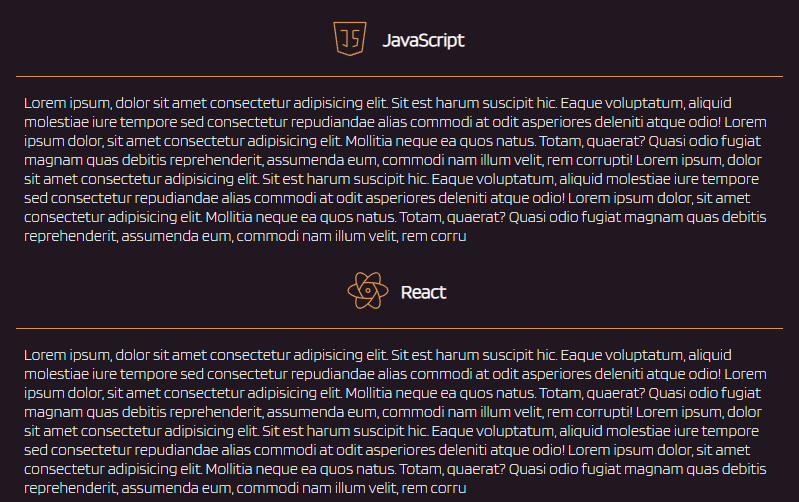 JS JavaScript
Lorem ipsum, dolor sit amet consectetur adipisicing elit. Sit est harum suscipit hic. Eaque voluptatum, aliquid
molestiae iure tempore sed consectetur repudiandae alias commodi at odit asperiores deleniti atque odio! Lorem
ipsum dolor, sit amet consectetur adipisicing elit. Mollitia neque ea quos natus. Totam, quaerat? Quasi odio fugiat
magnam quas debitis reprehenderit, assumenda eum, commodi nam illum velit, rem corrupti! Lorem ipsum, dolor
sit amet consectetur adipisicing elit. Sit est harum suscipit hic. Eaque voluptatum, aliquid molestiae iure tempore
sed consectetur repudiandae alias commodi at odit asperiores deleniti atque odio! Lorem ipsum dolor, sit amet
consectetur adipisicing elit. Mollitia neque ea quos natus. Totam, quaerat? Quasi odio fugiat magnam quas debitis
reprehenderit, assumenda eum, commodi nam illum velit, rem corru
React
Lorem ipsum, dolor sit amet consectetur adipisicing elit. Sit est harum suscipit hic. Eaque voluptatum, aliquid
molestiae iure tempore sed consectetur repudiandae alias commodi at odit asperiores deleniti atque odio! Lorem
ipsum dolor, sit amet consectetur adipisicing elit. Mollitia neque ea quos natus. Totam, quaerat? Quasi odio fugiat
magnam quas debitis reprehenderit, assumenda eum, commodi nam illum velit, rem corrupti! Lorem ipsum, dolor
sit amet consectetur adipisicing elit. Sit est harum suscipit hic. Eaque voluptatum, aliquid molestiae iure tempore
sed consectetur repudiandae alias commodi at odit asperiores deleniti atque odio! Lorem ipsum dolor, sit amet
consectetur adipisicing elit. Mollitia neque ea quos natus. Totam, quaerat? Quasi odio fugiat magnam quas debitis
reprehenderit, assumenda eum, commodi nam illum velit, rem corru